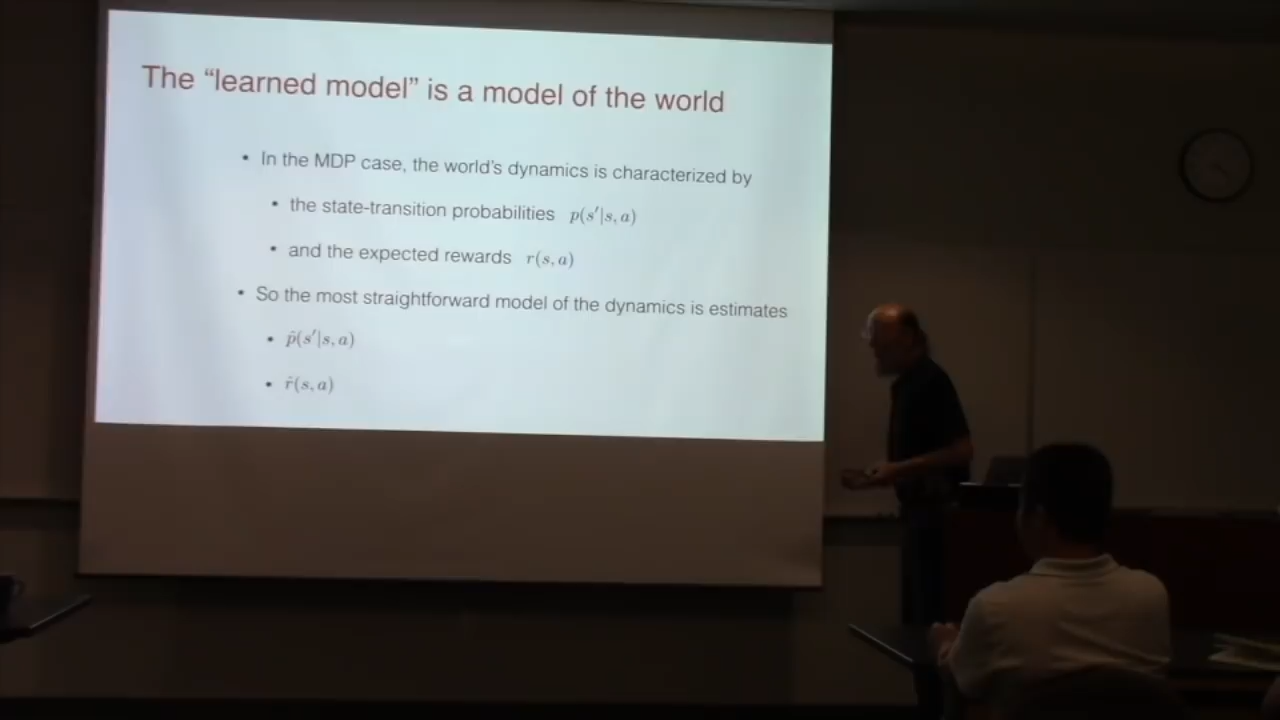 The “learned model” is a model of the world
• In the MDP case, the world’s dynamics is characterized by
• the state-transition probabilities p(s′|s, a)
• and the expected rewards r(s, a)
• So the most straightforward model of the dynamics is estimates
• p̂(s′|s, a)
• r̂(s, a)